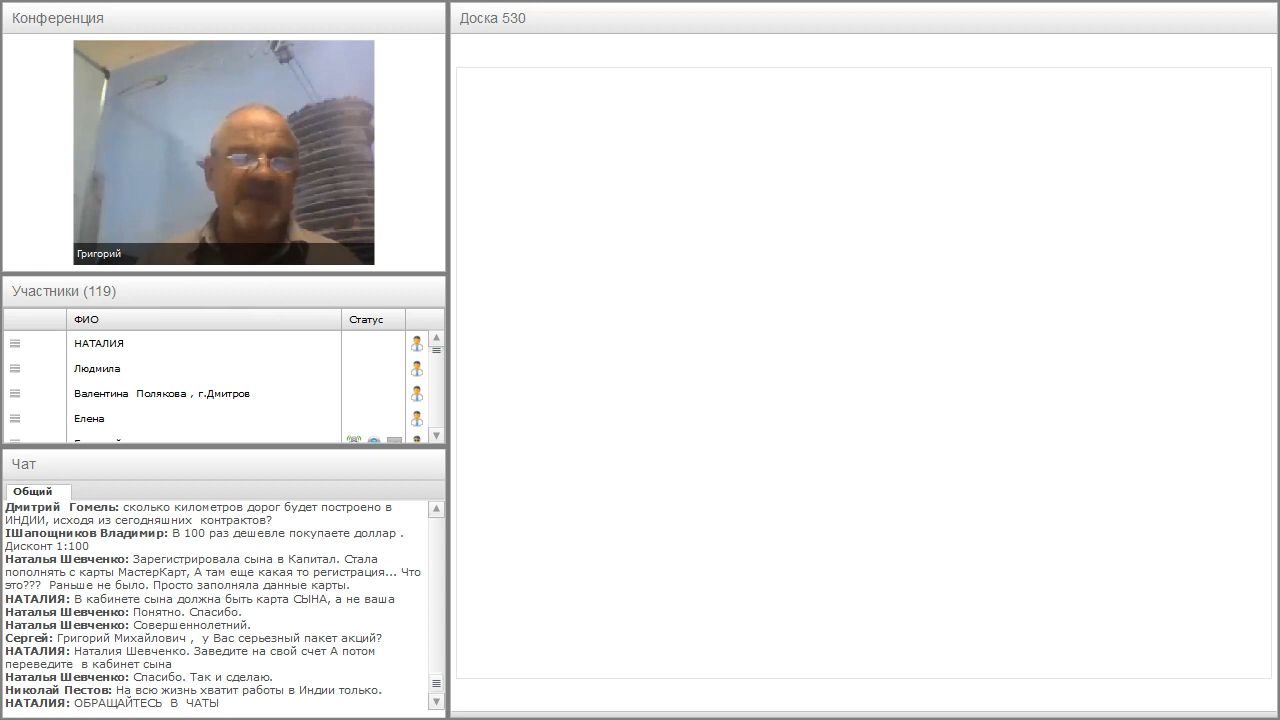 Конференция
Григорий
Участники (119)
ФИО
Статус
НАТАЛИЯ
Людмила
Валентина Полякова , г.Дмитров
Елена
Чат
Общий
Дмитрий Гомель: сколько километров дорог будет построено в
ИНДИИ, исходя из сегодняшних контрактов?
IШапощников Владимир: В 100 раз дешевле покупаете доллар .
Дисконт 1:100
Наталья Шевченко: Зарегистрировала сына в Капитал. Стала
пополнять с карты МастерКарт, А там еще какая то регистрация... Что
это??? Раньше не было. Просто заполняла данные карты.
НАТАЛИЯ: В кабинете сына должна быть карта СЫНА, а не ваша
Наталья Шевченко: Понятно. Спасибо.
Наталья Шевченко: Совершеннолетний.
Сергей: Григорий Михайлович , у Вас серьезный пакет акций?
НАТАЛИЯ: Наталия Шевченко. Заведите на свой счет А потом
переведите в кабинет сына
Наталья Шевченко: Спасибо. Так и сделаю.
Николай Пестов: На всю жизнь хватит работы в Индии только.
НАТАЛИЯ: ОБРАЩАЙТЕСЬ В ЧАТЫ
Доска 530